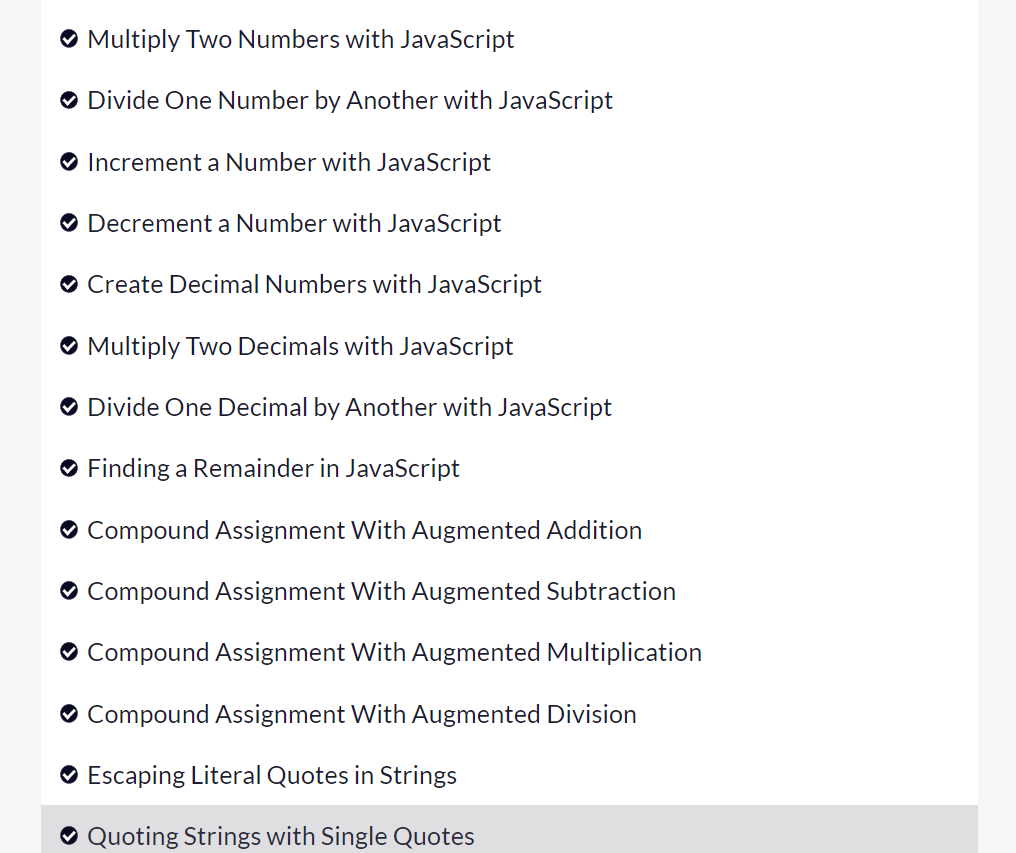 Multiply Two Numbers with JavaScript
Divide One Number by Another with JavaScript
Increment a Number with JavaScript
Decrement a Number with JavaScript
Create Decimal Numbers with JavaScript
Multiply Two Decimals with JavaScript
Divide One Decimal by Another with JavaScript
Finding a Remainder in JavaScript
Compound Assignment With Augmented Addition
Compound Assignment With Augmented Subtraction
Compound Assignment With Augmented Multiplication
Compound Assignment With Augmented Division
Escaping Literal Quotes in Strings
Quoting Strings with Single Quotes